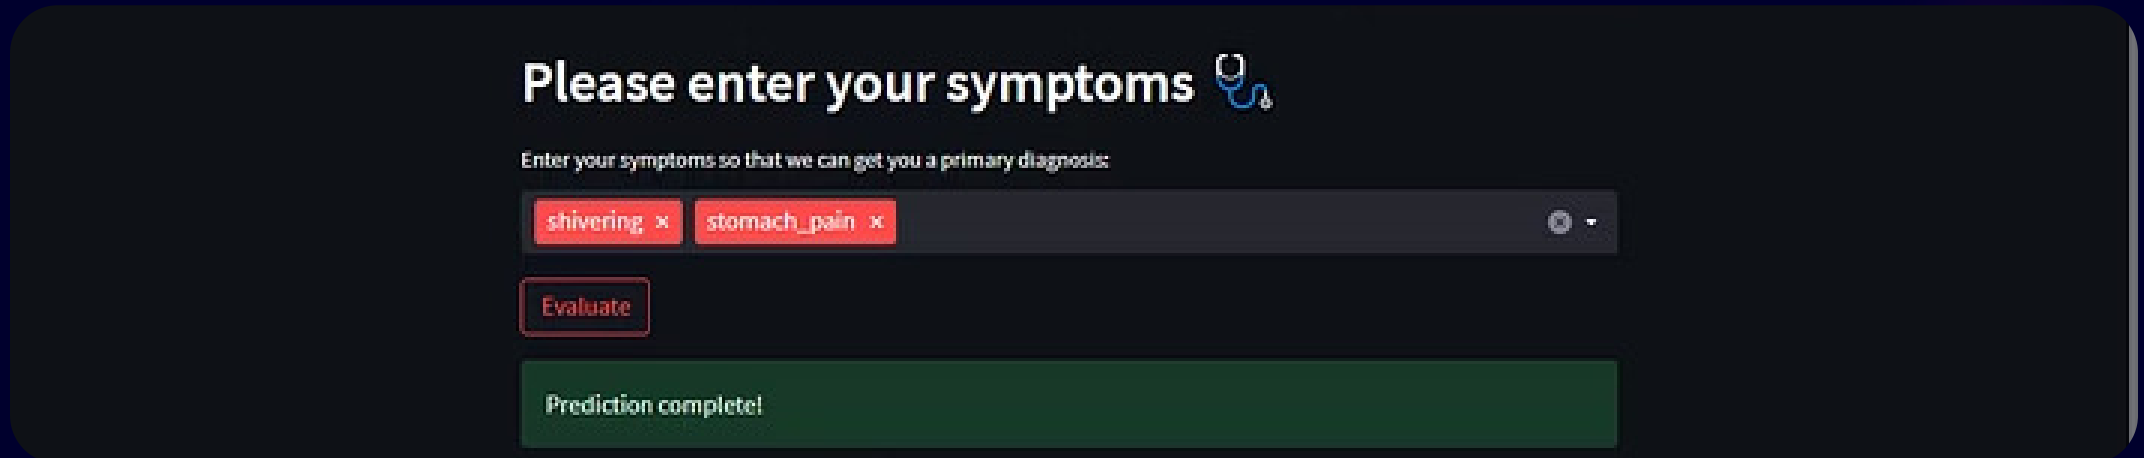 Please enter your symptoms
Enter your symptoms so that we can get you a primary diagnosis:
shivering × stomach_pain ×
Evaluate
Prediction complete!